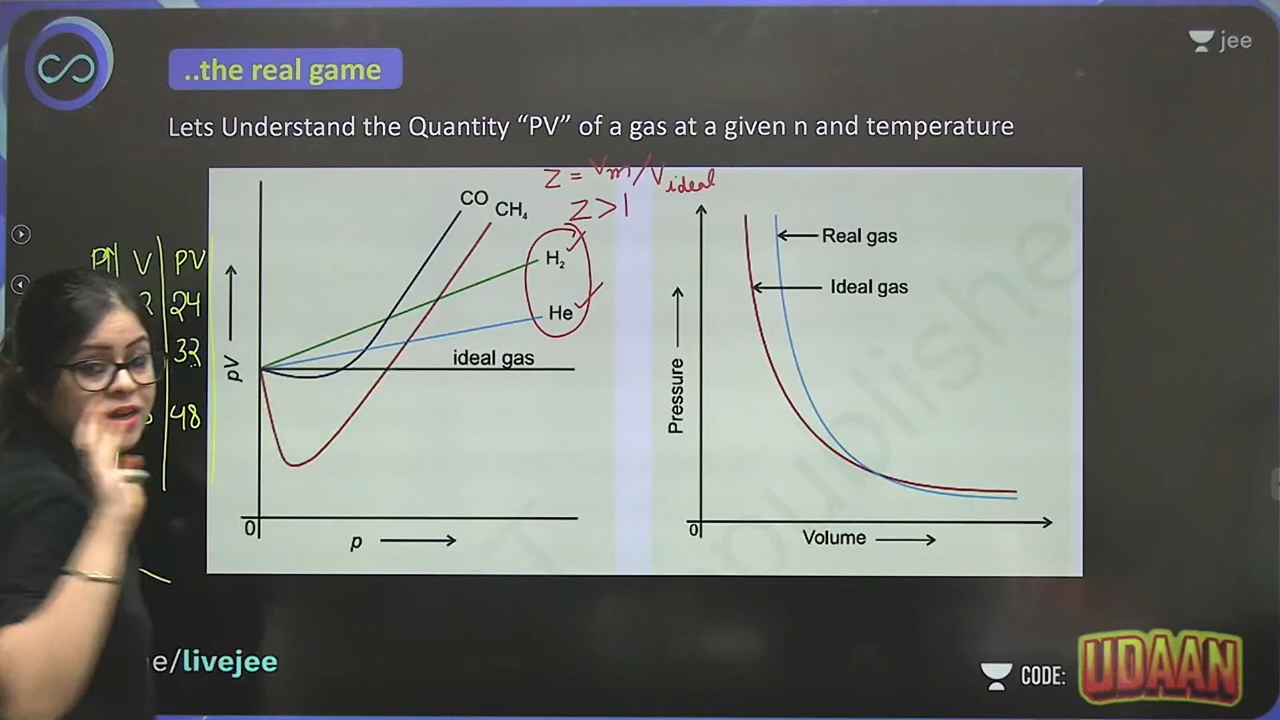 jee
..the real game
Lets Understand the Quantity “PV” of a gas at a given n and temperature
Z = Vm/Videal
Z > 1
CO
CH₄
H₂
He
ideal gas
pV
0
p
V PV
24
32
48
Real gas
Ideal gas
Pressure
0
Volume
e/livejee
CODE:
UDAAN